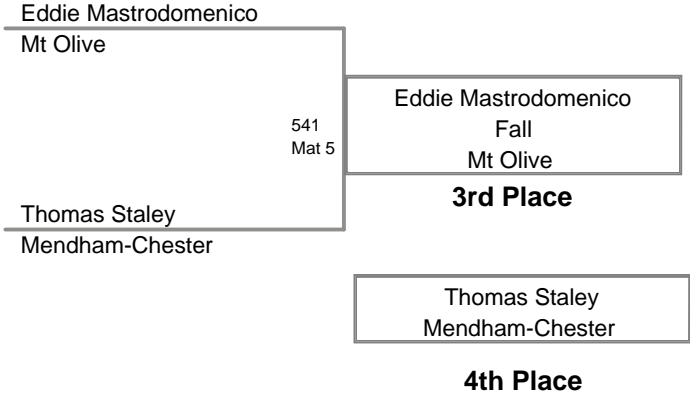 Eddie Mastrodomenico
Mt Olive
541
Mat 5
Eddie Mastrodomenico
Fall
Mt Olive
3rd Place
Thomas Staley
Mendham-Chester
Thomas Staley
Mendham-Chester
4th Place